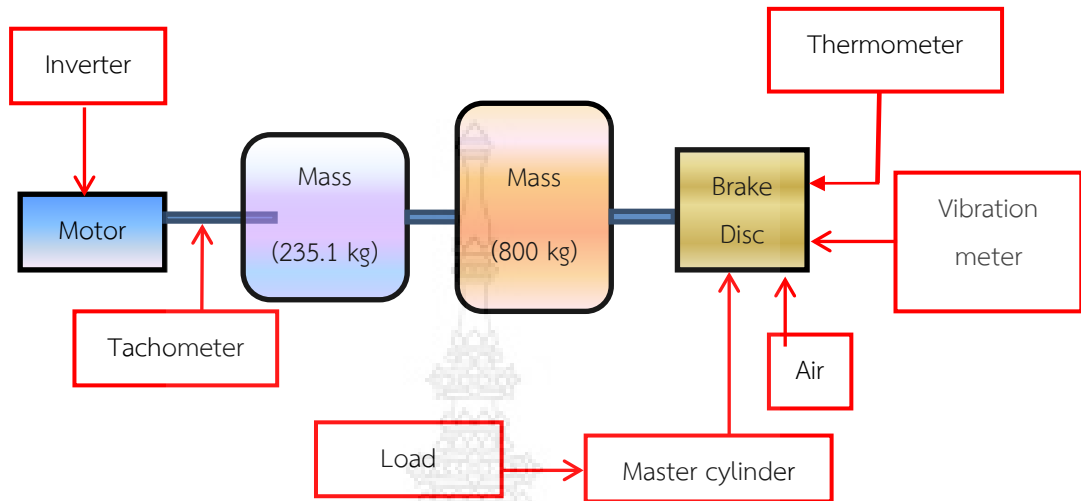 Thermometer
Inverter
Mass
(235.1 kg)
Mass
(800 kg)
Brake
Disc
Motor
Vibration
meter
Tachometer
Air
Load
Master cylinder